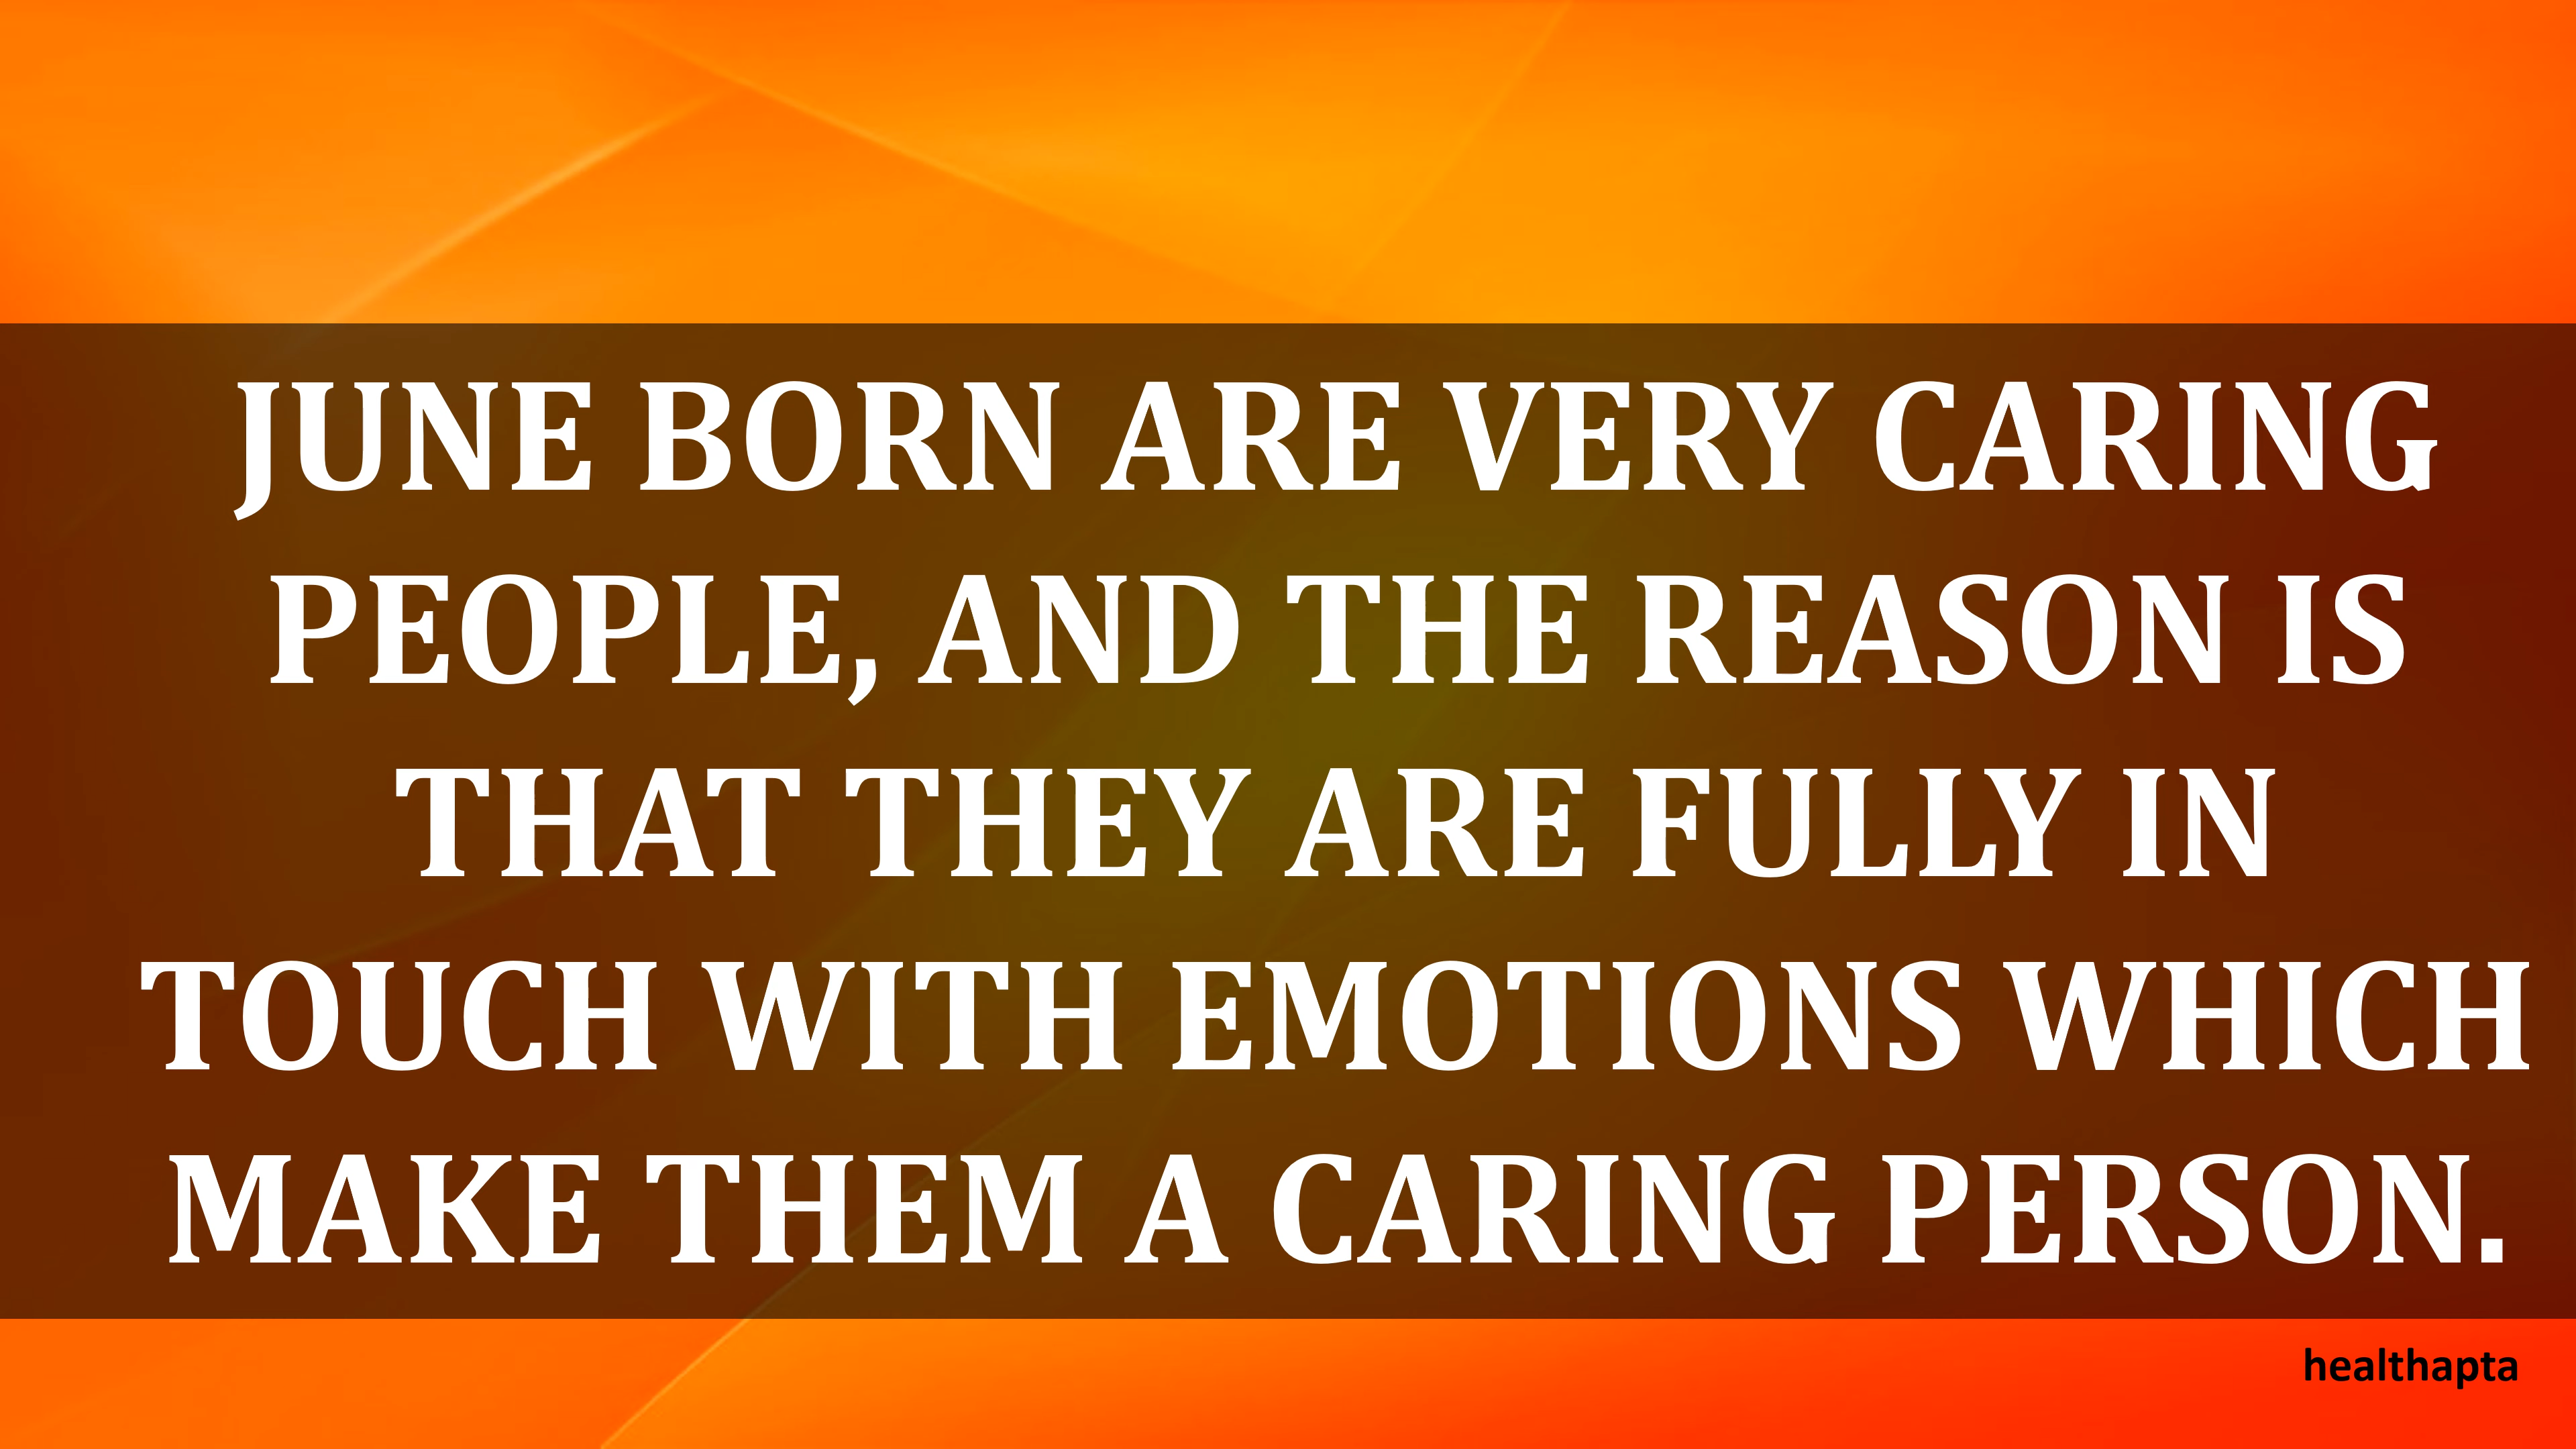 JUNE BORN ARE VERY CARING
PEOPLE, AND THE REASON IS
THAT THEY ARE FULLY IN
TOUCH WITH EMOTIONS WHICH
MAKE THEM A CARING PERSON.
healthapta